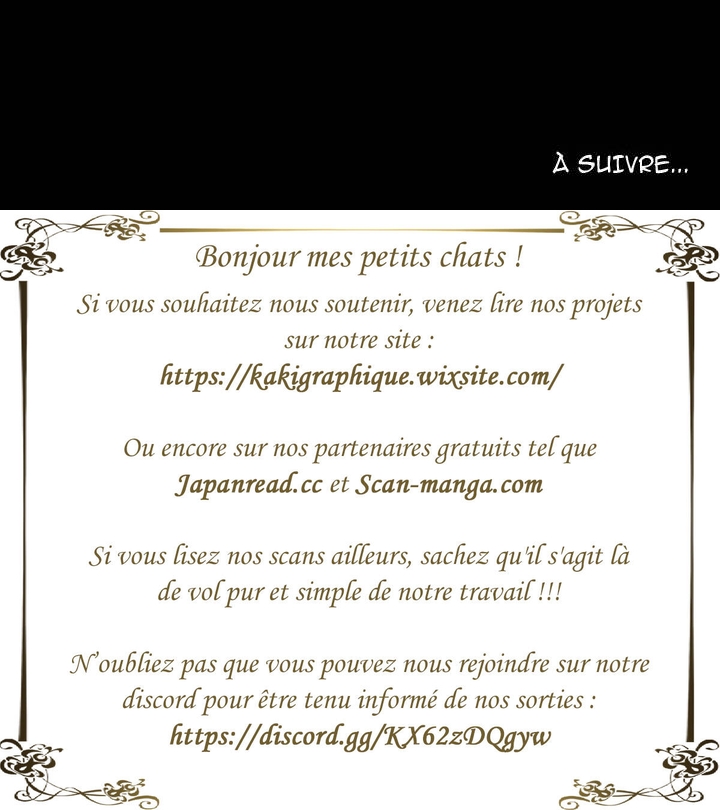 À SUIVRE...
Bonjour mes petits chats !
Si vous souhaitez nous soutenir, venez lire nos projets
sur notre site :
https://kakigraphique.wixsite.com/
Ou encore sur nos partenaires gratuits tel que
Japanread.cc et Scan-manga.com
Si vous lisez nos scans ailleurs, sachez qu'il s'agit là
de vol pur et simple de notre travail !!!
N'oubliez pas que vous pouvez nous rejoindre sur notre
discord pour être tenu informé de nos sorties :
https://discord.gg/KX62zDQgyw